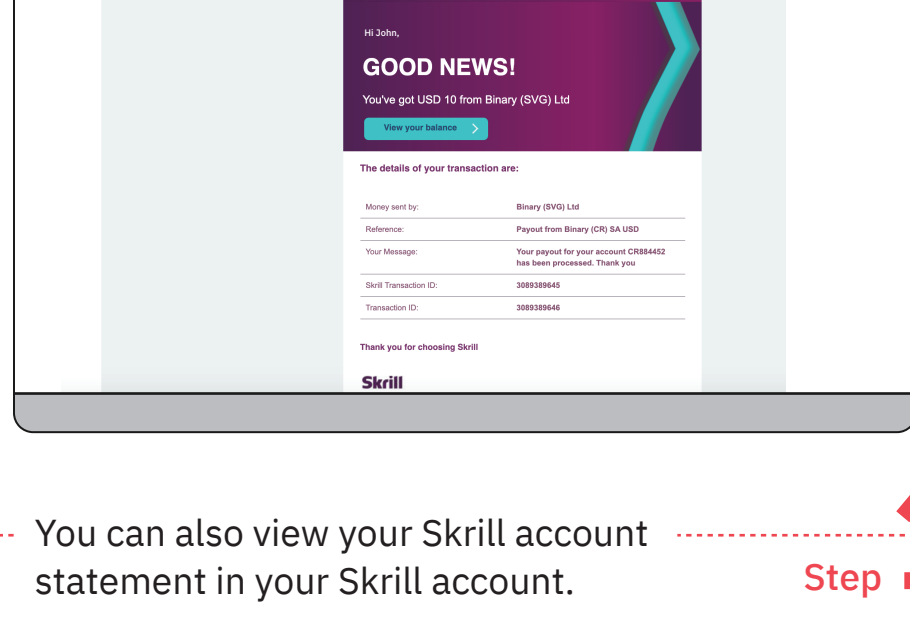 Hi John,
GOOD NEWS!
You've got USD 10 from Binary (SVG) Ltd
View your balance
The details of your transaction are:
Money sent by: Binary (SVG) Ltd
Reference: Payout from Binary (CR) SA USD
Your Message: Your payout for your account CR884452
has been processed. Thank you
Skrill Transaction ID: 3089389645
Transaction ID: 3089389646
Thank you for choosing Skrill
Skrill
You can also view your Skrill account
statement in your Skrill account.
Step